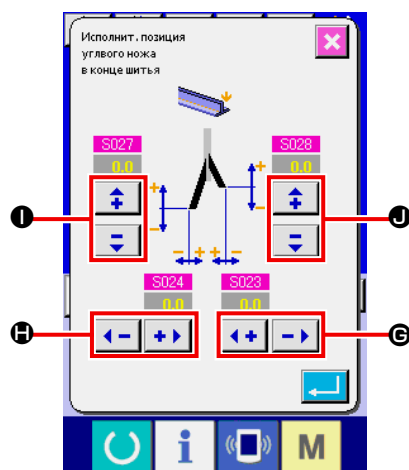 Исполнит. позиция
углвого ножа
в конце шитья
S027
S028
0.0
0.0
I
J
S024
S023
0.0
0.0
H
G
i
M